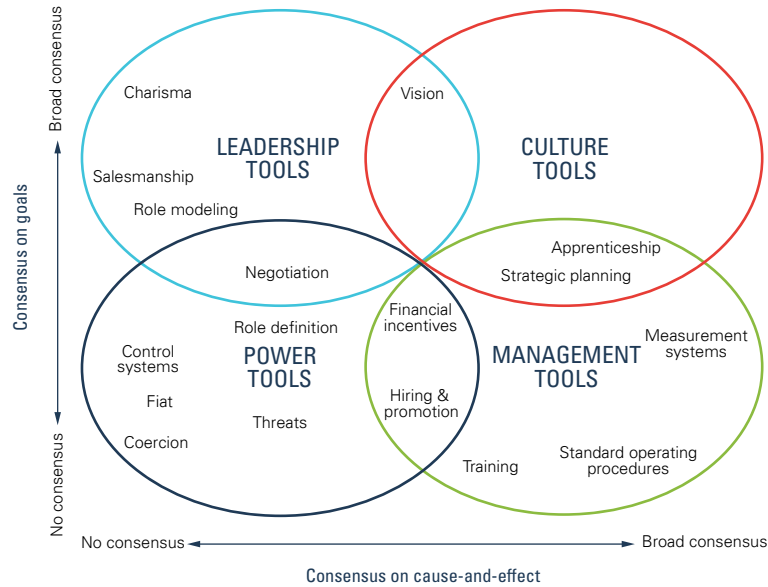 Broad consensus
Consensus on goals
No consensus
Charisma
Vision
LEADERSHIP
TOOLS
CULTURE
TOOLS
Salesmanship
Role modeling
Apprenticeship
Negotiation
Strategic planning
Role definition
Financial
incentives
Control
systems
POWER
TOOLS
MANAGEMENT
TOOLS
Measurement
systems
Fiat
Hiring &
promotion
Threats
Coercion
Training
Standard operating
procedures
No consensus
Broad consensus
Consensus on cause-and-effect